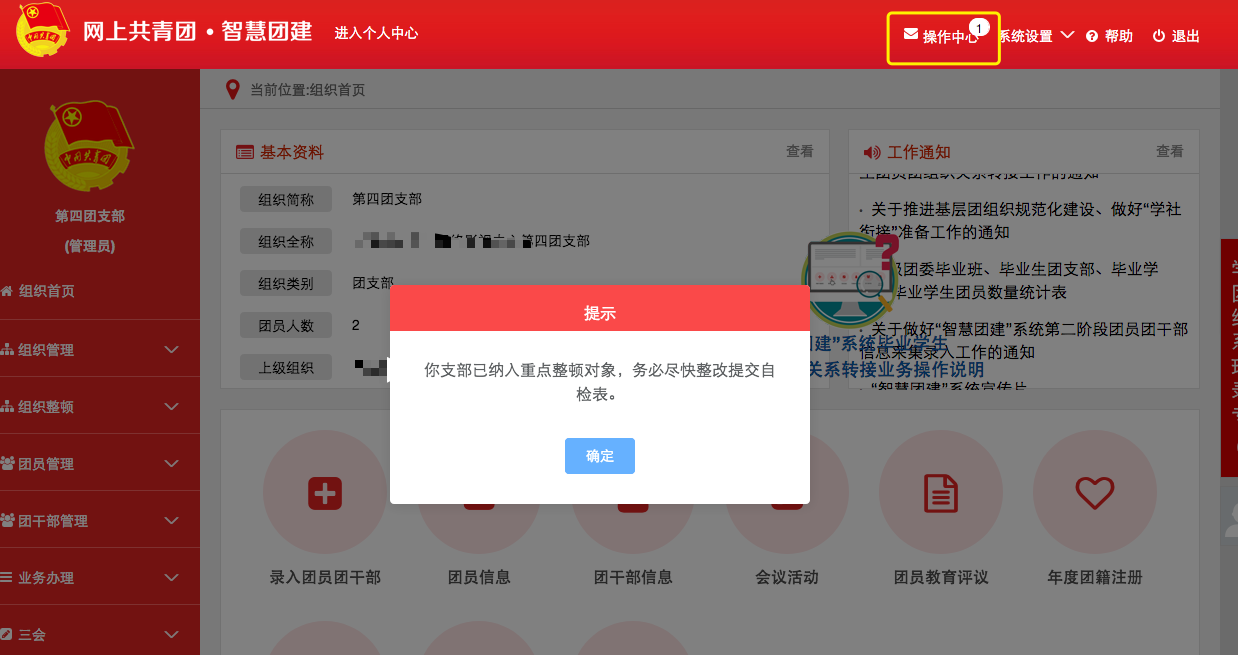 网上共青团·智慧团建
进入个人中心
操作中心
1
系统设置
帮助
退出
当前位置:组织首页
第四团支部
(管理员)
组织首页
组织管理
组织整顿
团员管理
团干部管理
业务办理
三会
基本资料
查看
组织简称
第四团支部
组织全称
第四团支部
组织类别
团支部
团员人数
2
上级组织
工作通知
查看
关于推进基层团组织规范化建设、做好“学社
衔接”准备工作的通知
级团委毕业班、毕业生团支部、毕业学
毕业学生团员数量统计表
关于做好“智慧团建”系统第二阶段团员团干部
信息采集录入工作的通知
“智慧团建”系统宣传片
团建”系统毕业学生
关系转接业务操作说明
提示
你支部已纳入重点整顿对象，务必尽快整改提交自
检表。
确定
录入团员团干部
团员信息
团干部信息
会议活动
团员教育评议
年度团籍注册